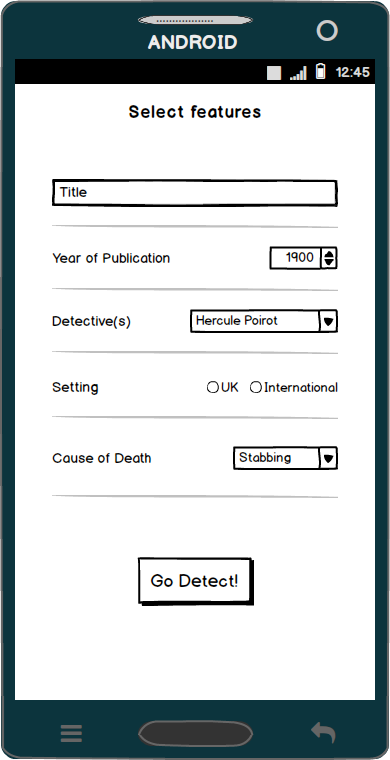 ANDROID
12:45
Select features
Title
Year of Publication 1900
Detective(s) Hercule Poirot
Setting UK International
Cause of Death Stabbing
Go Detect!